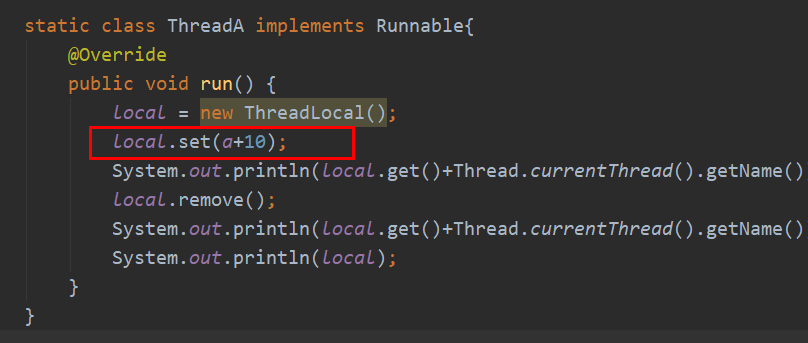 static class ThreadA implements Runnable{
@Override
public void run() {
local = new ThreadLocal();
local.set(a+10);
System.out.println(local.get()+Thread.currentThread().getName()
local.remove();
System.out.println(local.get()+Thread.currentThread().getName()
System.out.println(local);
}
}